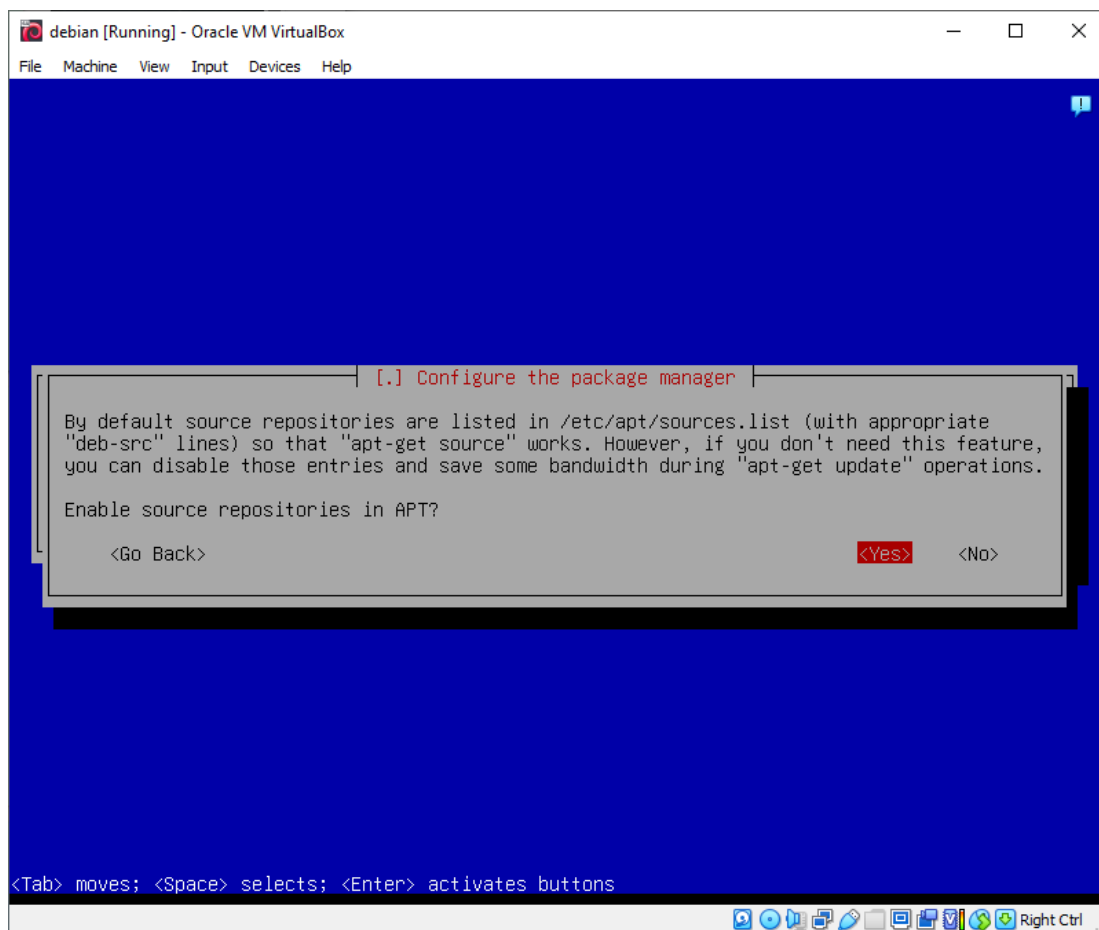 debian [Running] - Oracle VM VirtualBox
File Machine View Input Devices Help
[.] Configure the package manager
By default source repositories are listed in /etc/apt/sources.list (with appropriate
"deb-src" lines) so that "apt-get source" works. However, if you don't need this feature,
you can disable those entries and save some bandwidth during "apt-get update" operations.
Enable source repositories in APT?
<Go Back> <Yes> <No>
<Tab> moves; <Space> selects; <Enter> activates buttons
Right Ctrl